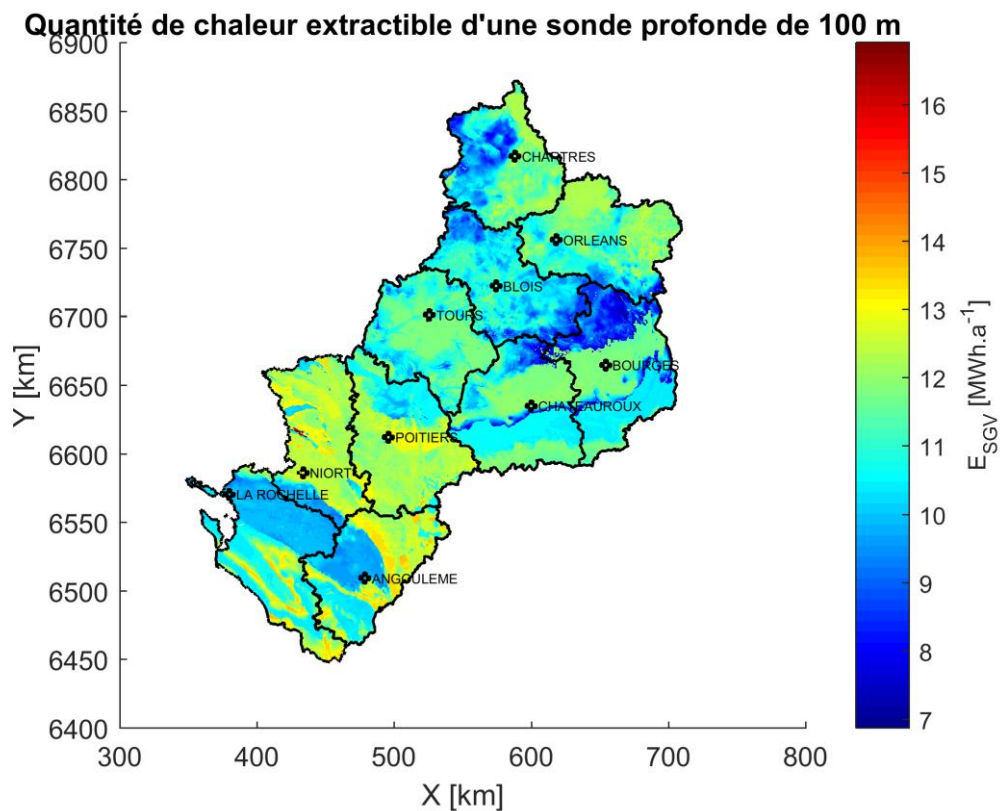 Quantité de chaleur extractible d'une sonde profonde de 100 m
6900
6850
6800
6750
6700
6650
6600
6550
6500
6450
6400
Y [km]
300
400
500
600
700
800
X [km]
CHARTRES
ORLEANS
BLOIS
TOURS
BOURGES
CHATEAUROUX
POITIERS
NIORT
LA ROCHELLE
ANGOULEME
16
15
14
13
12
11
10
9
8
7
E_SGV [MWh.a⁻¹]